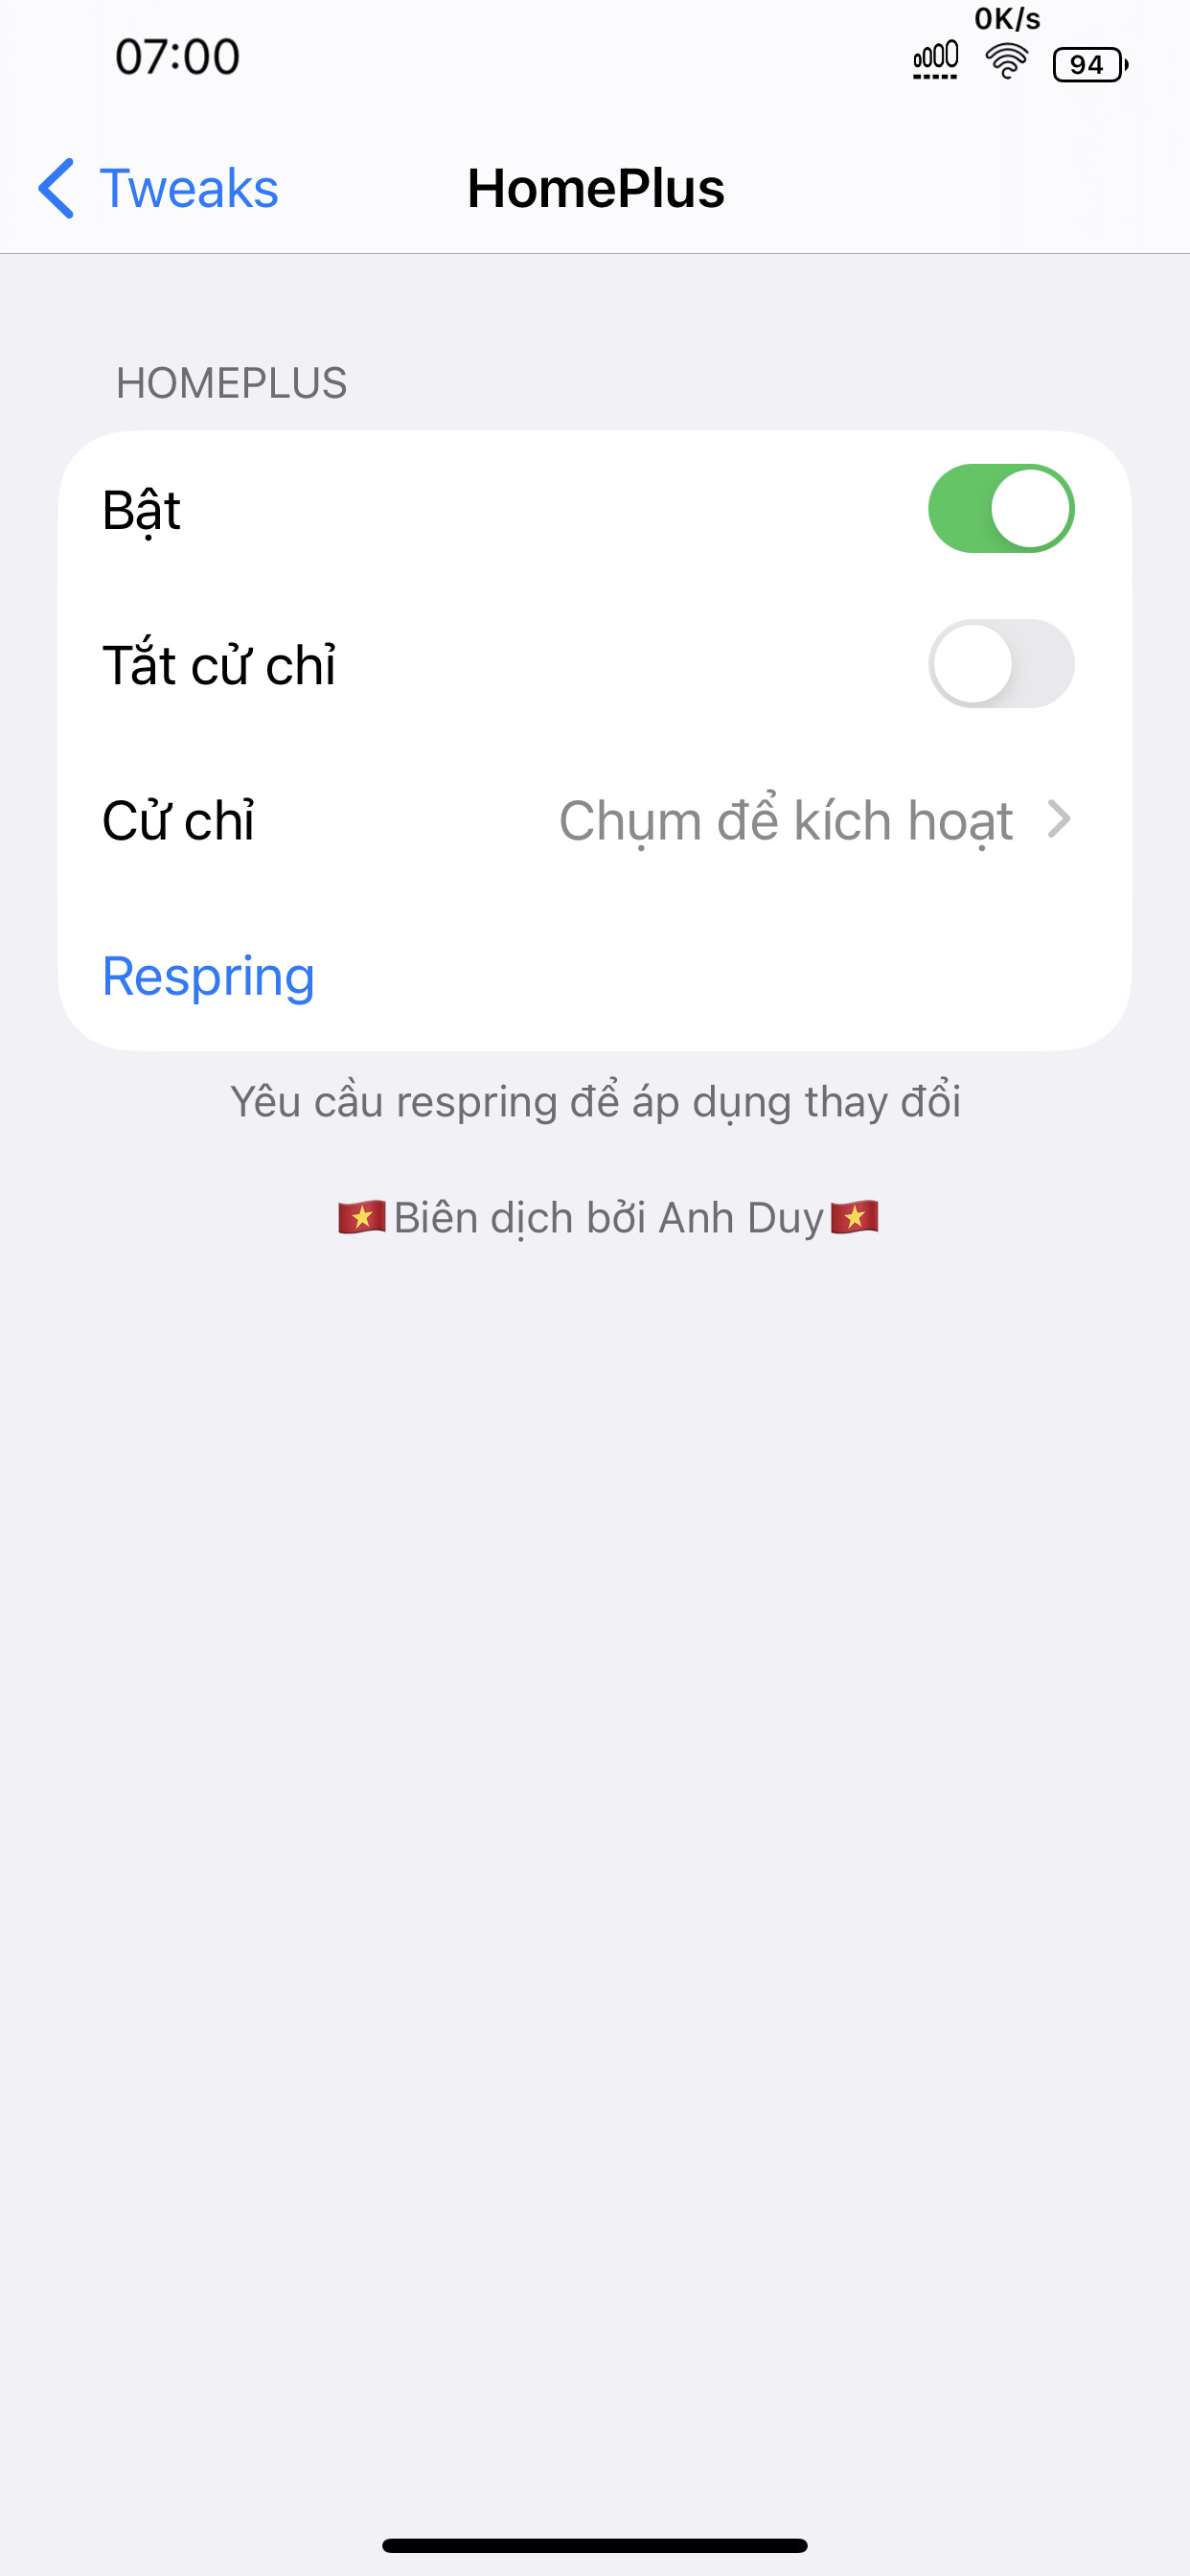 0K/s
07:00
94
Tweaks
HomePlus
HOMEPLUS
Bật
Tắt cử chỉ
Cử chỉ
Chụm để kích hoạt
Respring
Yêu cầu respring để áp dụng thay đổi
🇻🇳Biên dịch bởi Anh Duy🇻🇳